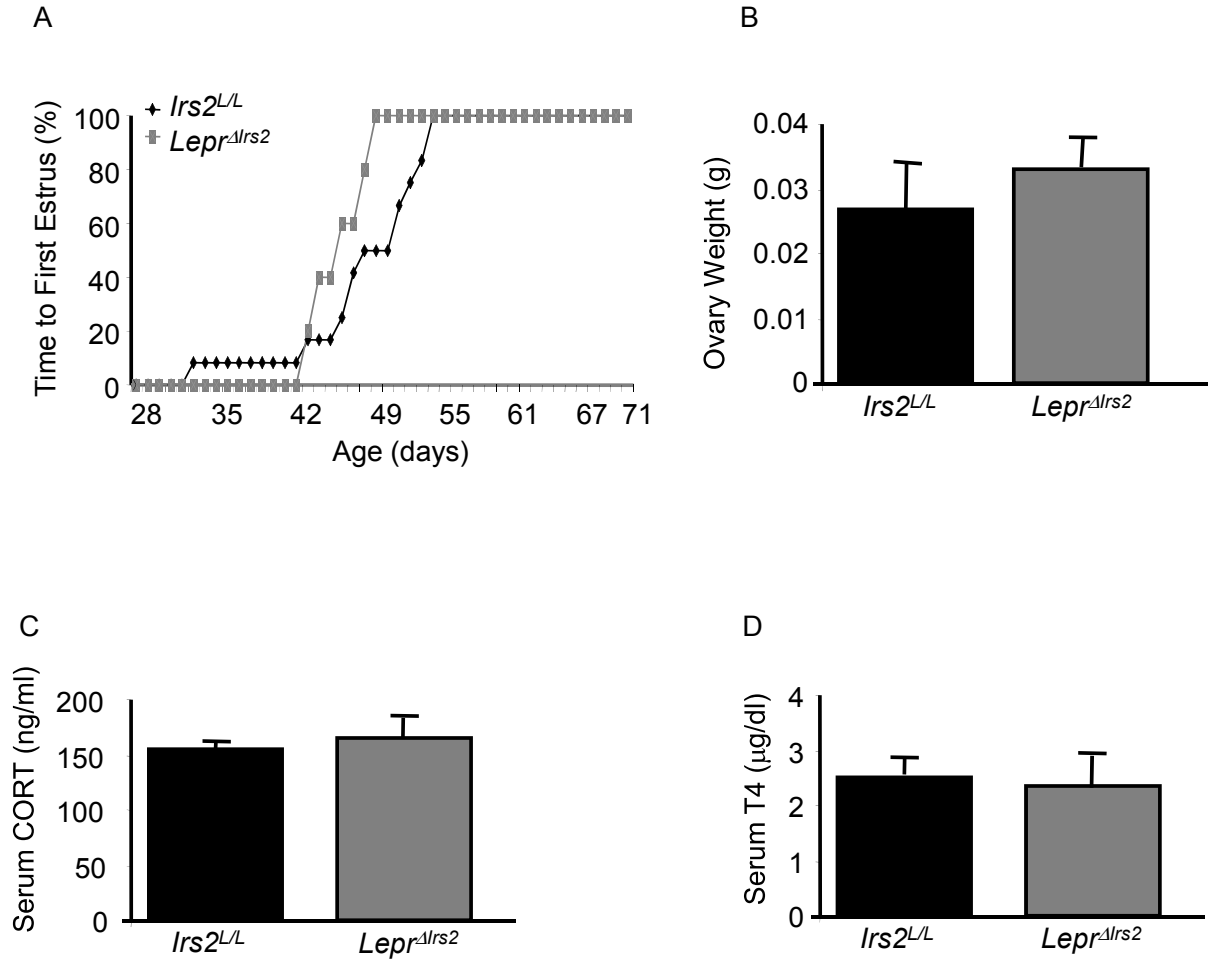 A
Irs2L/L
LeprΔIrs2
Time to First Estrus (%)
100
80
60
40
20
0
28 35 42 49 55 61 67 71
Age (days)
B
Ovary Weight (g)
0.04
0.03
0.02
0.01
0
Irs2L/L LeprΔIrs2
C
Serum CORT (ng/ml)
200
150
100
50
0
Irs2L/L LeprΔIrs2
D
Serum T4 (μg/dl)
4
3
2
1
0
Irs2L/L LeprΔIrs2